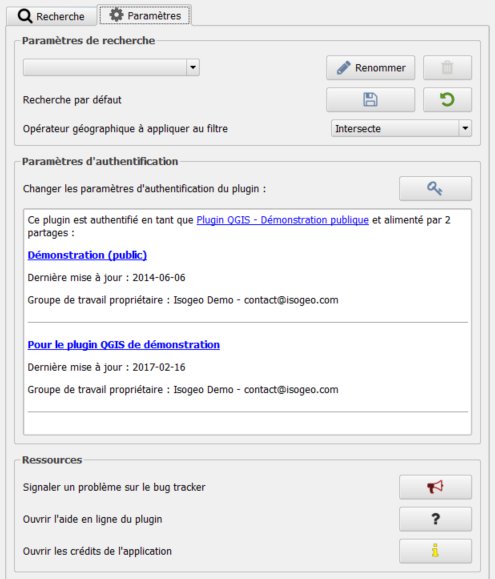 Recherche Paramètres
Paramètres de recherche
Renommer
Recherche par défaut
Opérateur géographique à appliquer au filtre Intersecte
Paramètres d'authentification
Changer les paramètres d'authentification du plugin :
Ce plugin est authentifié en tant que Plugin QGIS - Démonstration publique et alimenté par 2
partages :
Démonstration (public)
Dernière mise à jour : 2014-06-06
Groupe de travail propriétaire : Isogeo Demo - contact@isogeo.com
Pour le plugin QGIS de démonstration
Dernière mise à jour : 2017-02-16
Groupe de travail propriétaire : Isogeo Demo - contact@isogeo.com
Ressources
Signaler un problème sur le bug tracker
Ouvrir l'aide en ligne du plugin ?
Ouvrir les crédits de l'application i